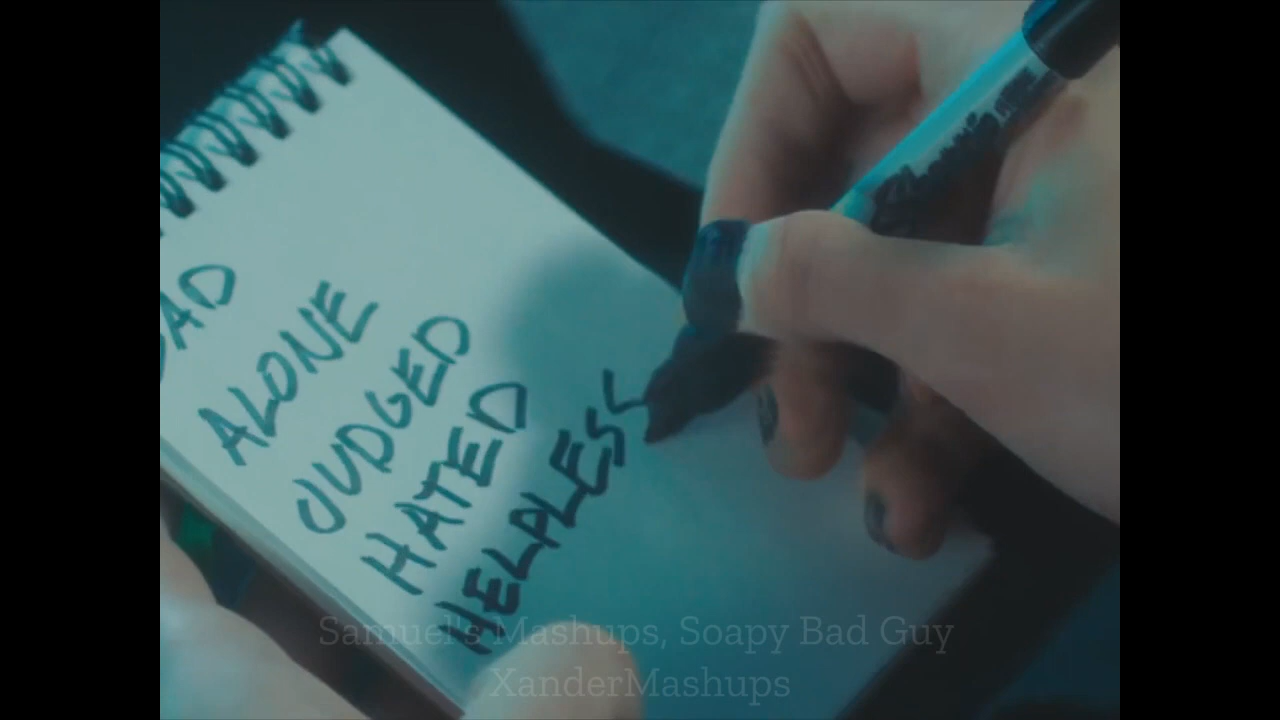 ALONE
JUDGED
HATED
HELPLESS
Samuel's Mashups, Soapy Bad Guy
XanderMashups